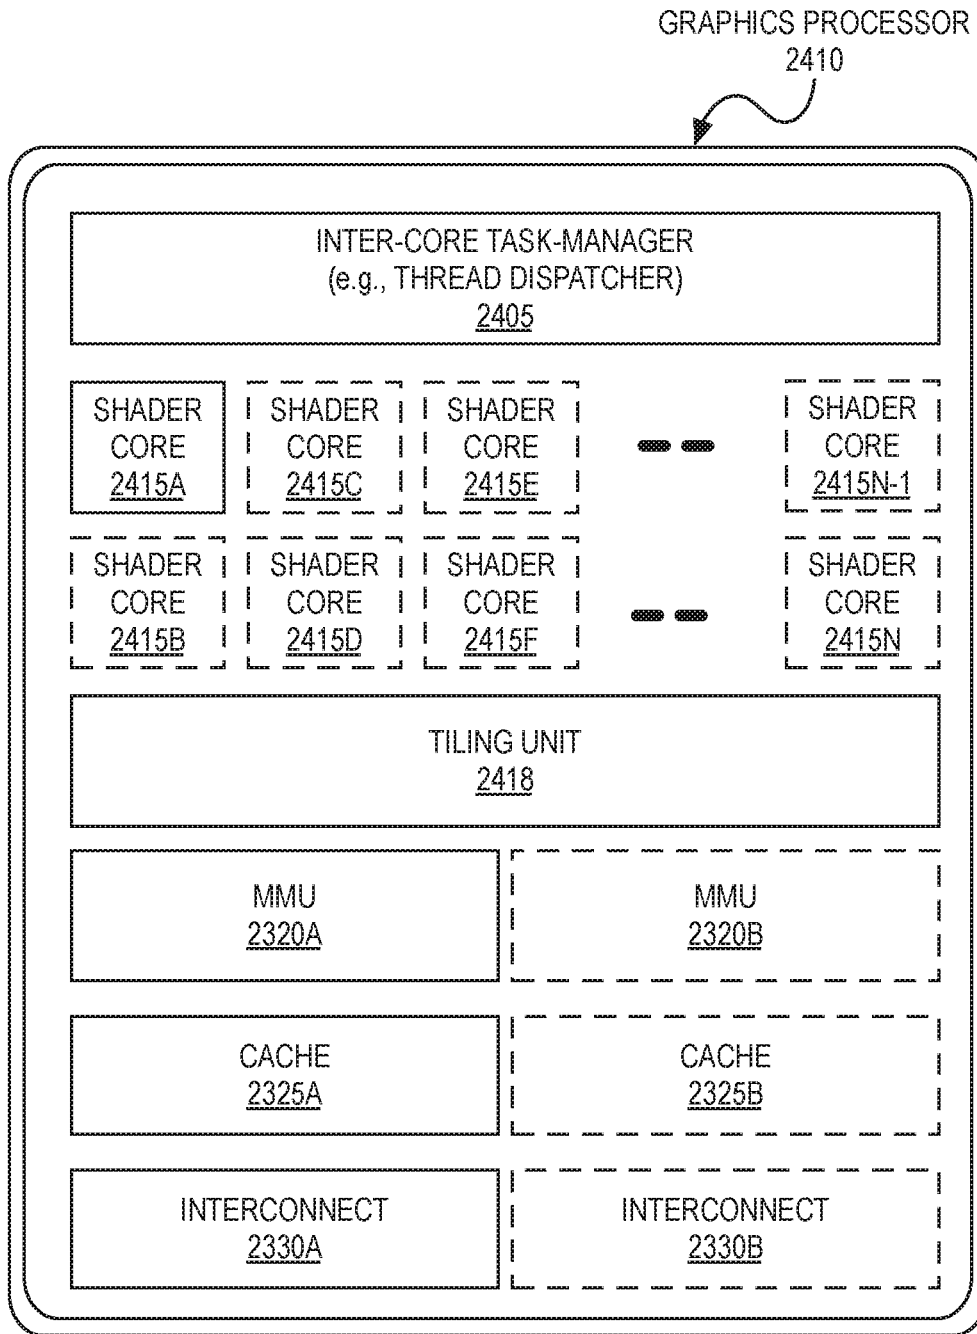 GRAPHICS PROCESSOR
2410
INTER-CORE TASK-MANAGER
(e.g., THREAD DISPATCHER)
2405
SHADER
CORE
2415A
SHADER
CORE
2415C
SHADER
CORE
2415E
SHADER
CORE
2415N-1
SHADER
CORE
2415B
SHADER
CORE
2415D
SHADER
CORE
2415F
SHADER
CORE
2415N
TILING UNIT
2418
MMU
2320A
MMU
2320B
CACHE
2325A
CACHE
2325B
INTERCONNECT
2330A
INTERCONNECT
2330B